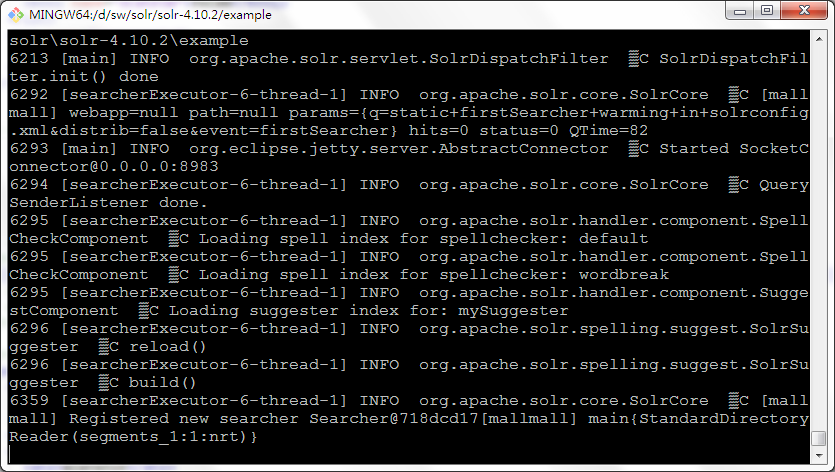 MINGW64:/d/sw/solr/solr-4.10.2/example
solr\solr-4.10.2\example
6213 [main] INFO  org.apache.solr.servlet.SolrDispatchFilter  ▒C SolrDispatchFil
ter.init() done
6292 [searcherExecutor-6-thread-1] INFO  org.apache.solr.core.SolrCore  ▒C [mall
mall] webapp=null path=null params={q=static+firstSearcher+warming+in+solrconfig
.xml&distrib=false&event=firstSearcher} hits=0 status=0 QTime=82
6293 [main] INFO  org.eclipse.jetty.server.AbstractConnector  ▒C Started SocketC
onnector@0.0.0.0:8983
6294 [searcherExecutor-6-thread-1] INFO  org.apache.solr.core.SolrCore  ▒C Query
SenderListener done.
6295 [searcherExecutor-6-thread-1] INFO  org.apache.solr.handler.component.Spell
CheckComponent  ▒C Loading spell index for spellchecker: default
6295 [searcherExecutor-6-thread-1] INFO  org.apache.solr.handler.component.Spell
CheckComponent  ▒C Loading spell index for spellchecker: wordbreak
6295 [searcherExecutor-6-thread-1] INFO  org.apache.solr.handler.component.Sugge
stComponent  ▒C Loading suggester index for: mySuggester
6296 [searcherExecutor-6-thread-1] INFO  org.apache.solr.spelling.suggest.SolrSu
ggester  ▒C reload()
6296 [searcherExecutor-6-thread-1] INFO  org.apache.solr.spelling.suggest.SolrSu
ggester  ▒C build()
6359 [searcherExecutor-6-thread-1] INFO  org.apache.solr.core.SolrCore  ▒C [mall
mall] Registered new searcher Searcher@718dcd17[mallmall] main{StandardDirectory
Reader(segments_1:1:nrt)}